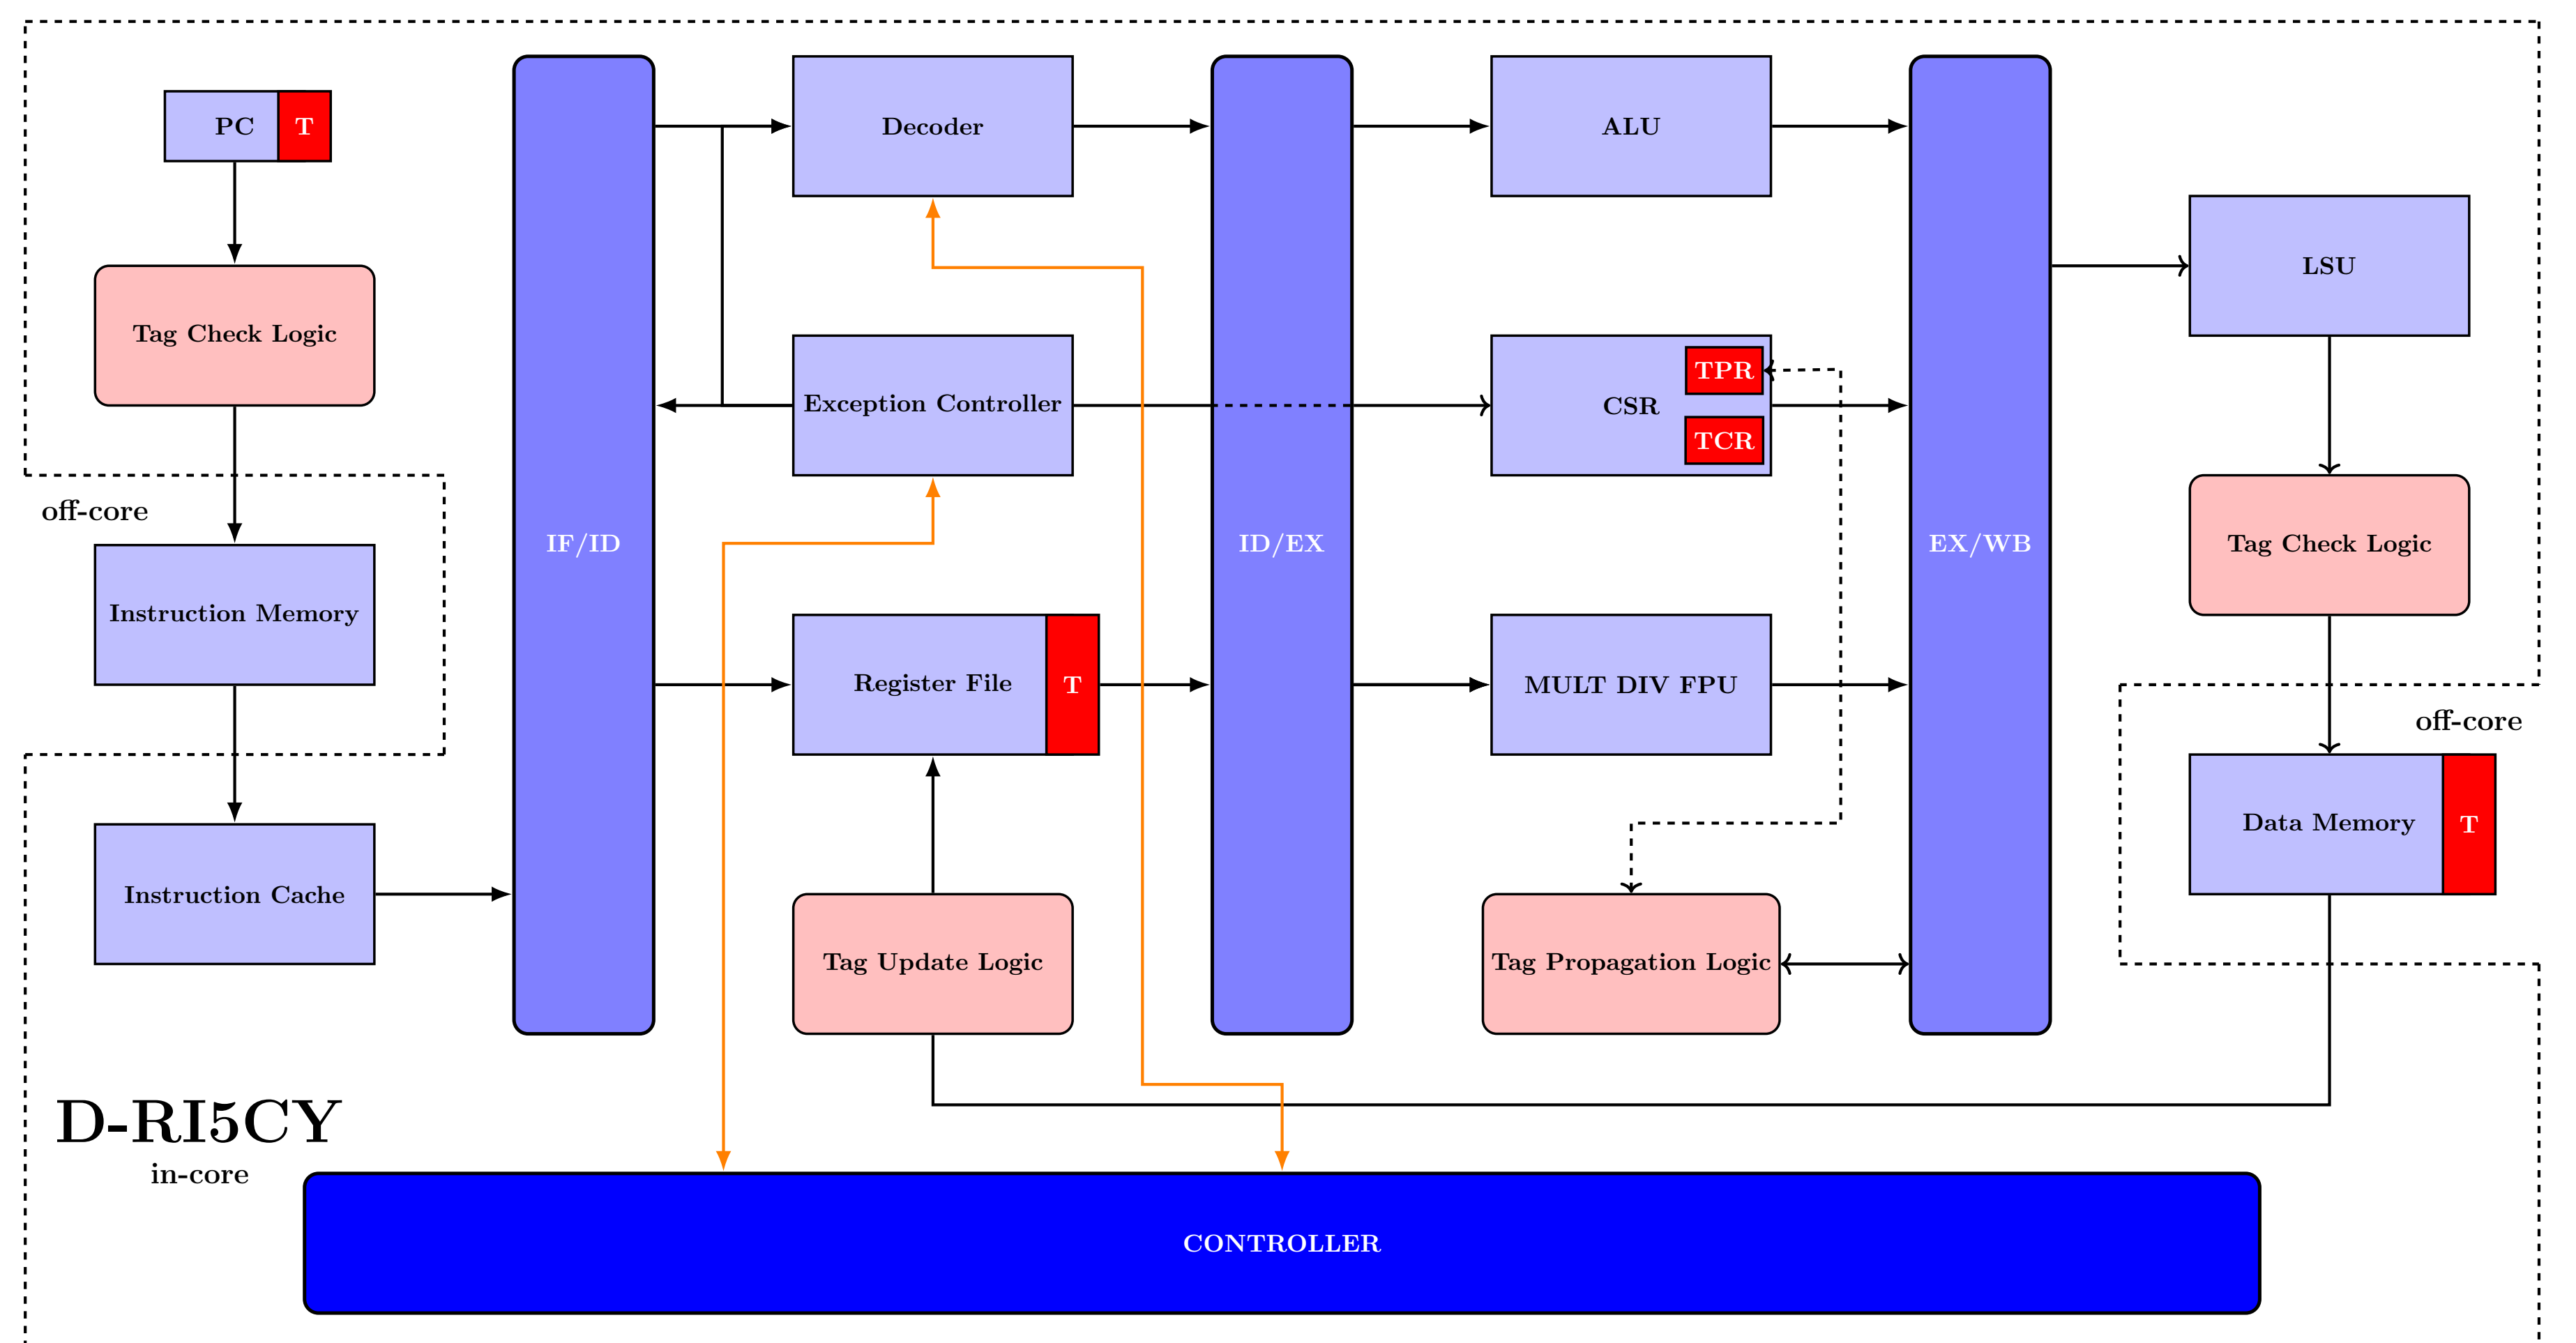 PC
T
Tag Check Logic
off-core
Instruction Memory
Instruction Cache
IF/ID
Decoder
Exception Controller
Register File
T
Tag Update Logic
ID/EX
ALU
CSR
TPR
TCR
MULT DIV FPU
Tag Propagation Logic
EX/WB
LSU
Tag Check Logic
off-core
Data Memory
T
D-RI5CY
in-core
CONTROLLER